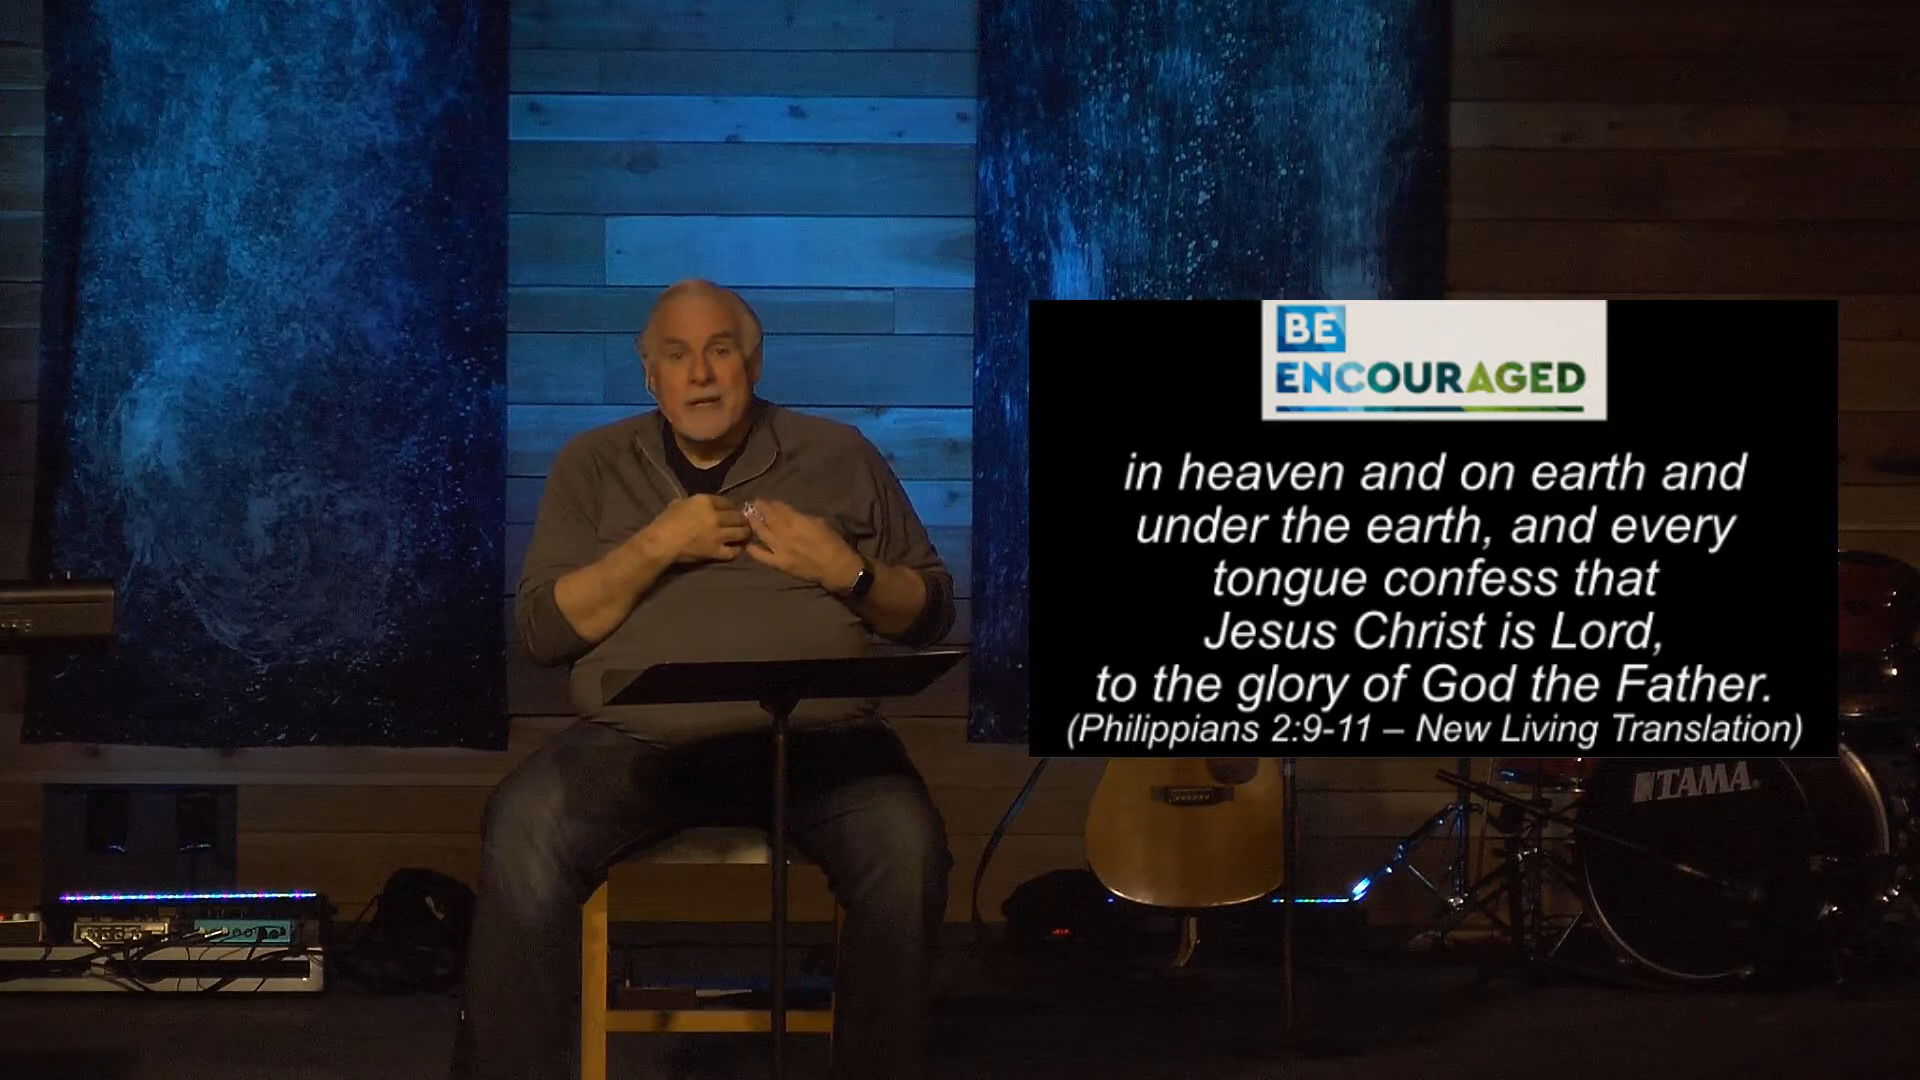 BE
ENCOURAGED
in heaven and on earth and
under the earth, and every
tongue confess that
Jesus Christ is Lord,
to the glory of God the Father.
(Philippians 2:9-11 – New Living Translation)
TAMA